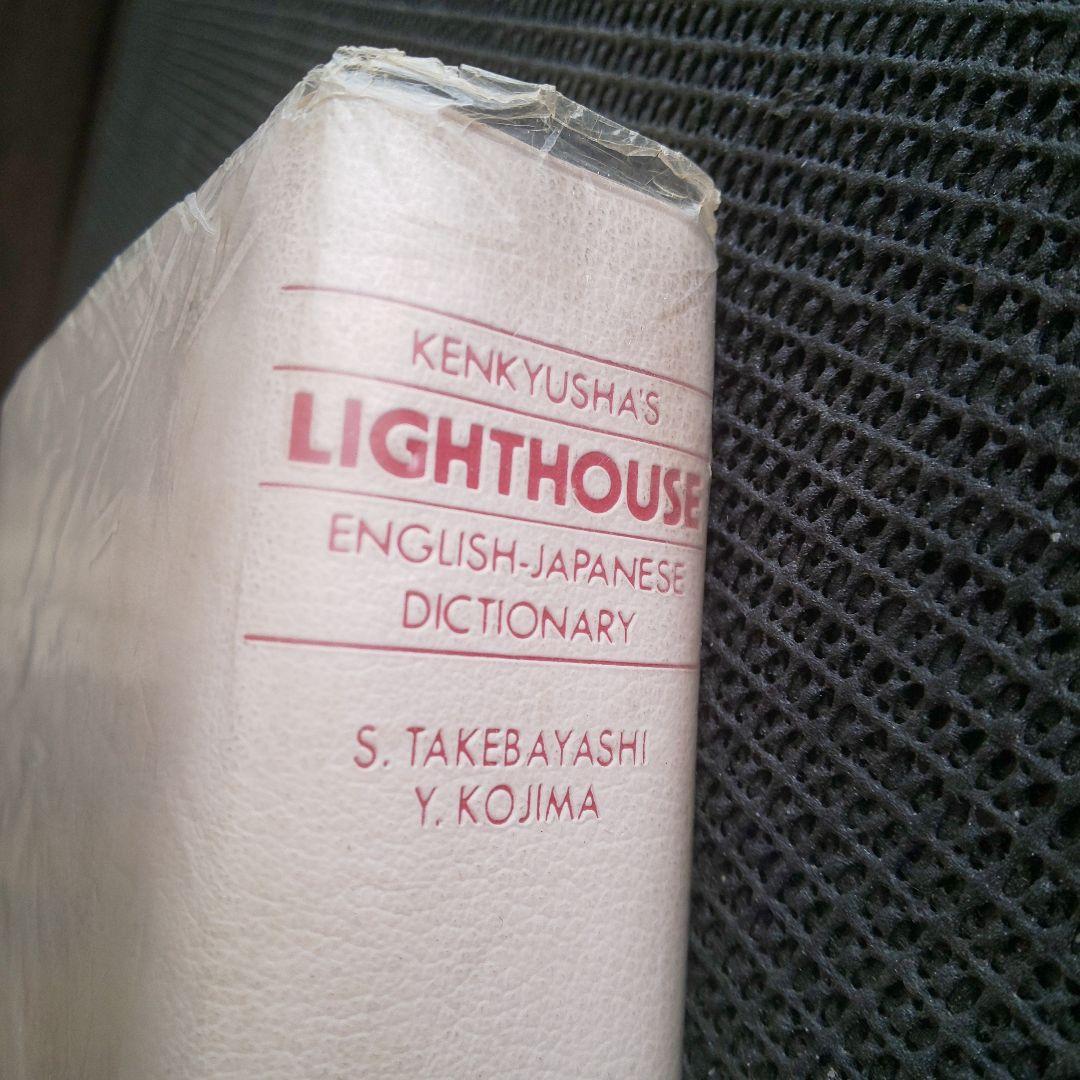 KENKYUSHA'S
LIGHTHOUSE
ENGLISH-JAPANESE
DICTIONARY
S. TAKEBAYASHI
Y. KOJIMA